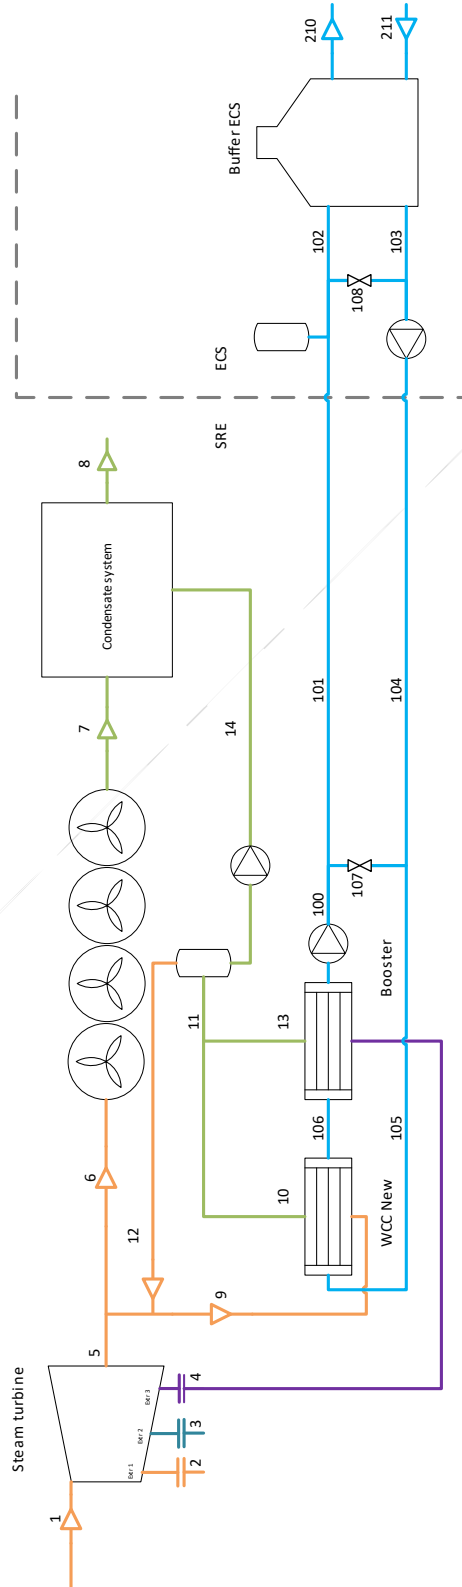 210
211
Buffer ECS
102
103
108
ECS
SRE
8
Condensate system
7
14
101
104
107
100
Booster
11
13
106
105
10
WCC New
12
6
9
5
Steam turbine
4
3
2
Extr 3
Extr 2
Extr 1
1